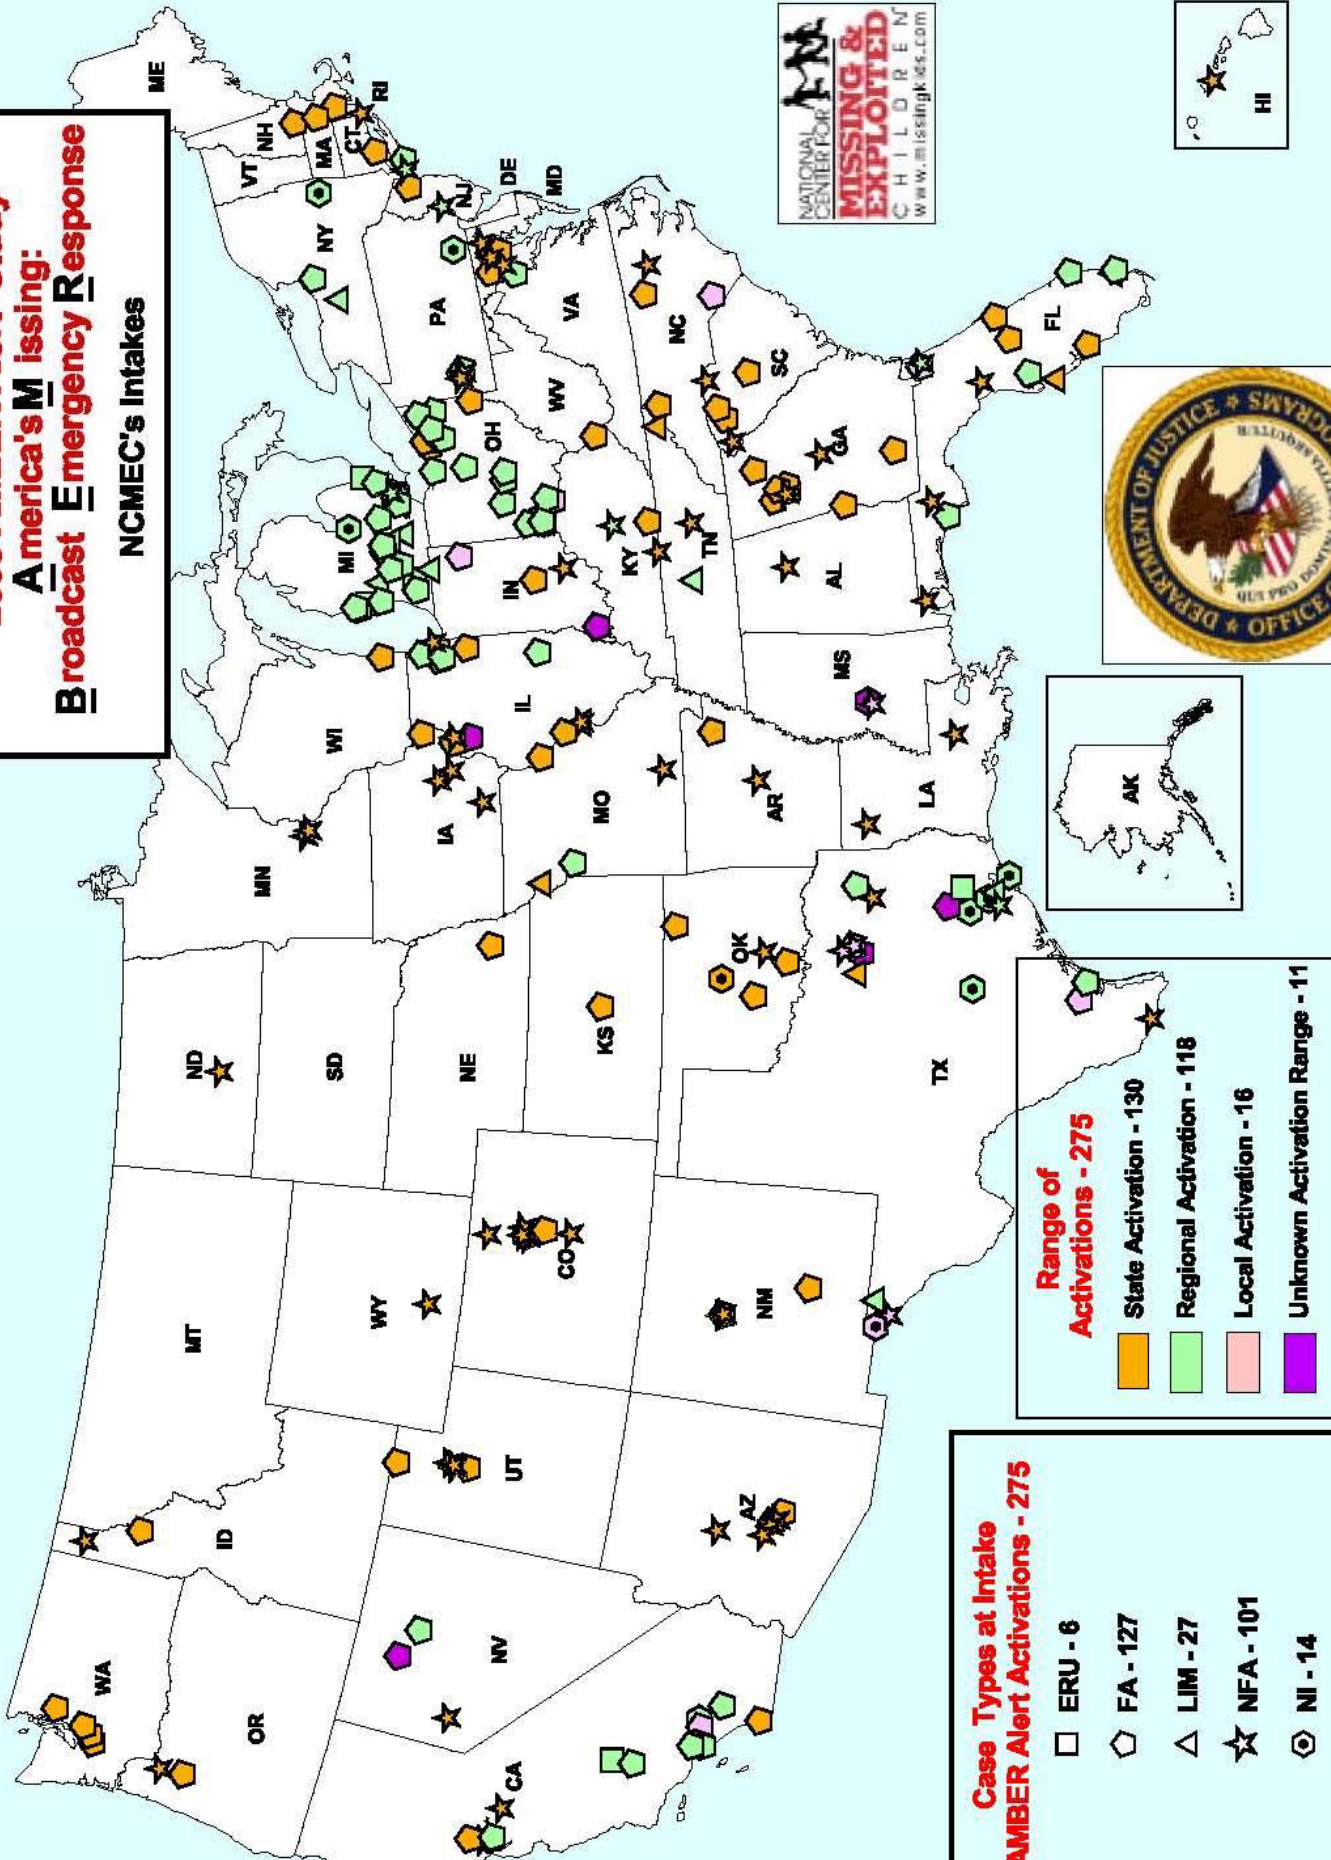 America's Missing:
Broadcast Emergency Response
NCMEC's Intakes
WA
OR
CA
NV
ID
MT
WY
UT
AZ
CO
NM
ND
SD
NE
KS
OK
TX
MN
IA
MO
AR
LA
WI
IL
MS
MI
IN
KY
TN
AL
OH
WV
VA
NC
SC
GA
FL
PA
NY
VT
NH
ME
MA
CT
RI
NJ
DE
MD
AK
HI
NATIONAL
CENTER FOR
MISSING &
EXPLOITED
CHILDREN
www.missingkids.com
DEPARTMENT OF JUSTICE
OFFICE
PROGRAMS
QUI PRO DOMIN
Case Types at Intake
AMBER Alert Activations - 275
ERU - 6
FA - 127
LIM - 27
NFA - 101
NI - 14
Range of
Activations - 275
State Activation - 130
Regional Activation - 118
Local Activation - 16
Unknown Activation Range - 11